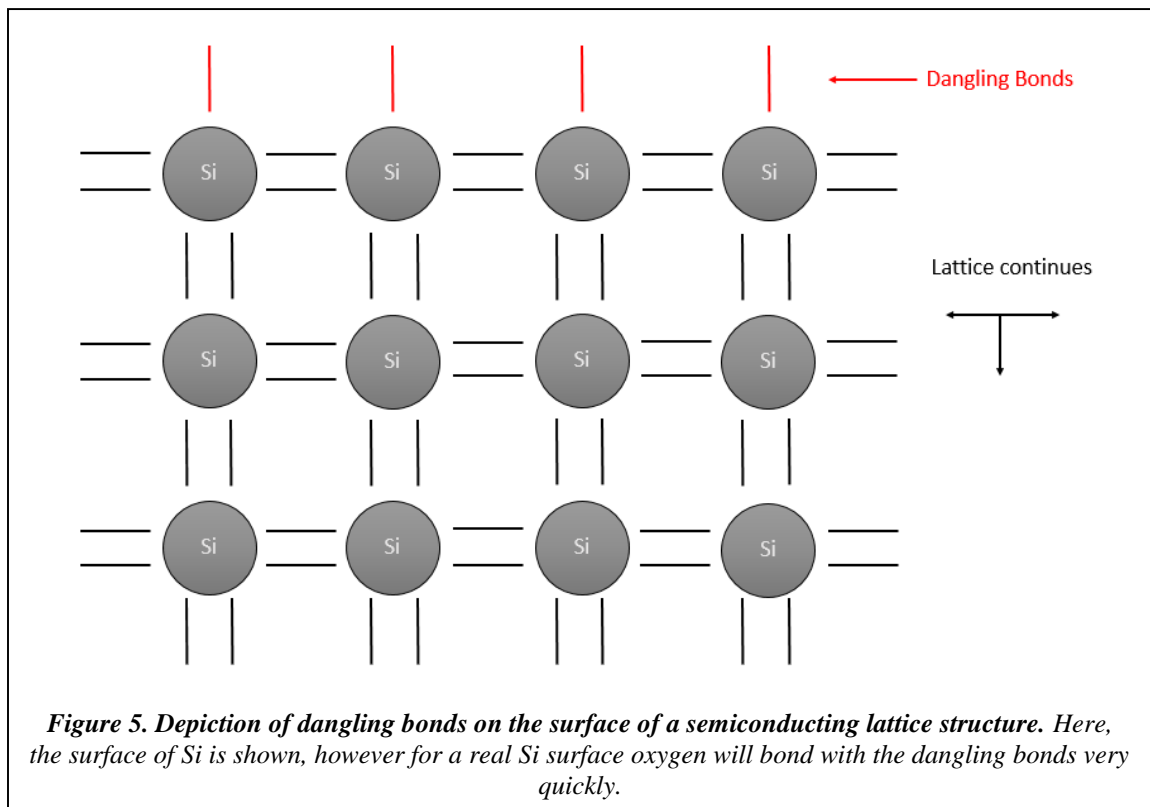 Dangling Bonds
Si Si Si Si
Lattice continues
Si Si Si Si
Si Si Si Si
Figure 5. Depiction of dangling bonds on the surface of a semiconducting lattice structure. Here,
the surface of Si is shown, however for a real Si surface oxygen will bond with the dangling bonds very
quickly.